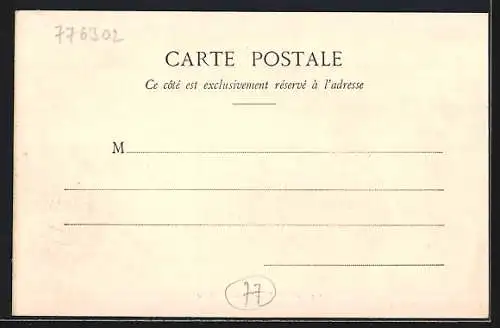 776302
CARTE POSTALE
Ce côté est exclusivement réservé à l'adresse
M
77